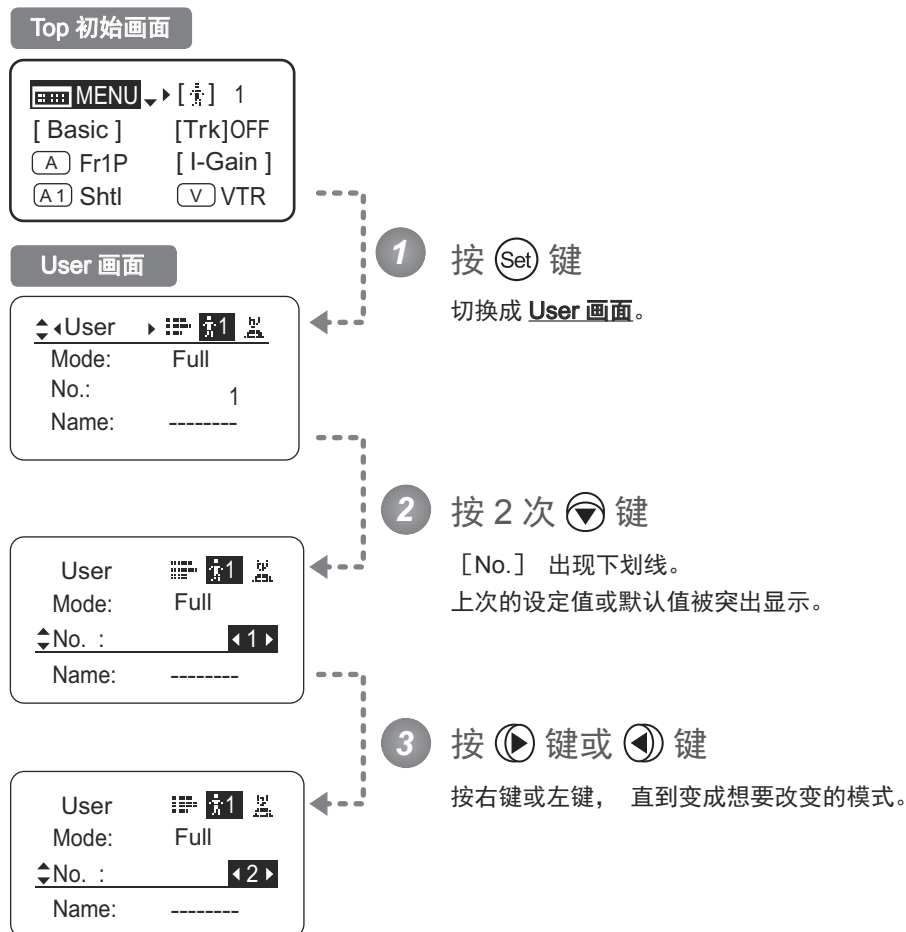 Top 初始画面
MENU [ ] 1
[ Basic ] [Trk]OFF
A Fr1P [ I-Gain ]
A1 Shtl V VTR
1 按 Set 键
切换成 User 画面。
User 画面
User 1
Mode: Full
No.: 1
Name: --------
2 按 2 次 键
［No.］ 出现下划线。
上次的设定值或默认值被突出显示。
User 1
Mode: Full
No. : 1
Name: --------
3 按 键或 键
按右键或左键， 直到变成想要改变的模式。
User 1
Mode: Full
No. : 2
Name: --------